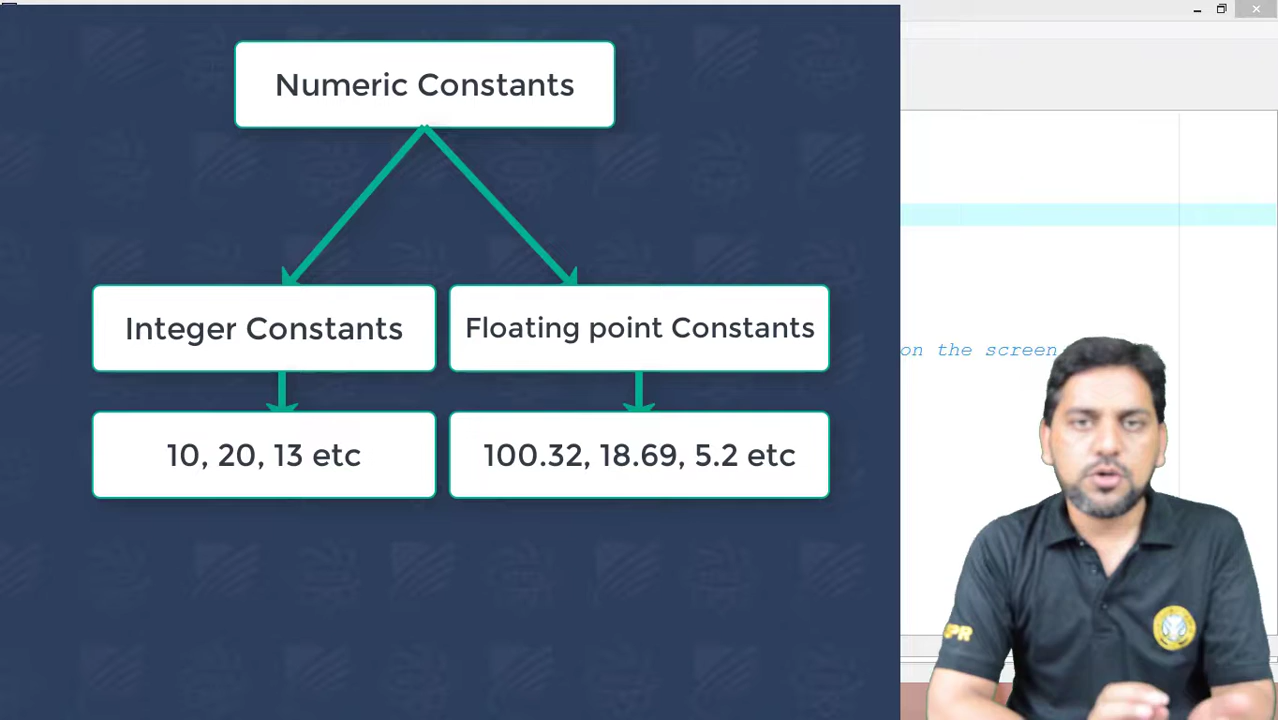 Numeric Constants
Integer Constants
Floating point Constants
10, 20, 13 etc
100.32, 18.69, 5.2 etc
on the screen
PR